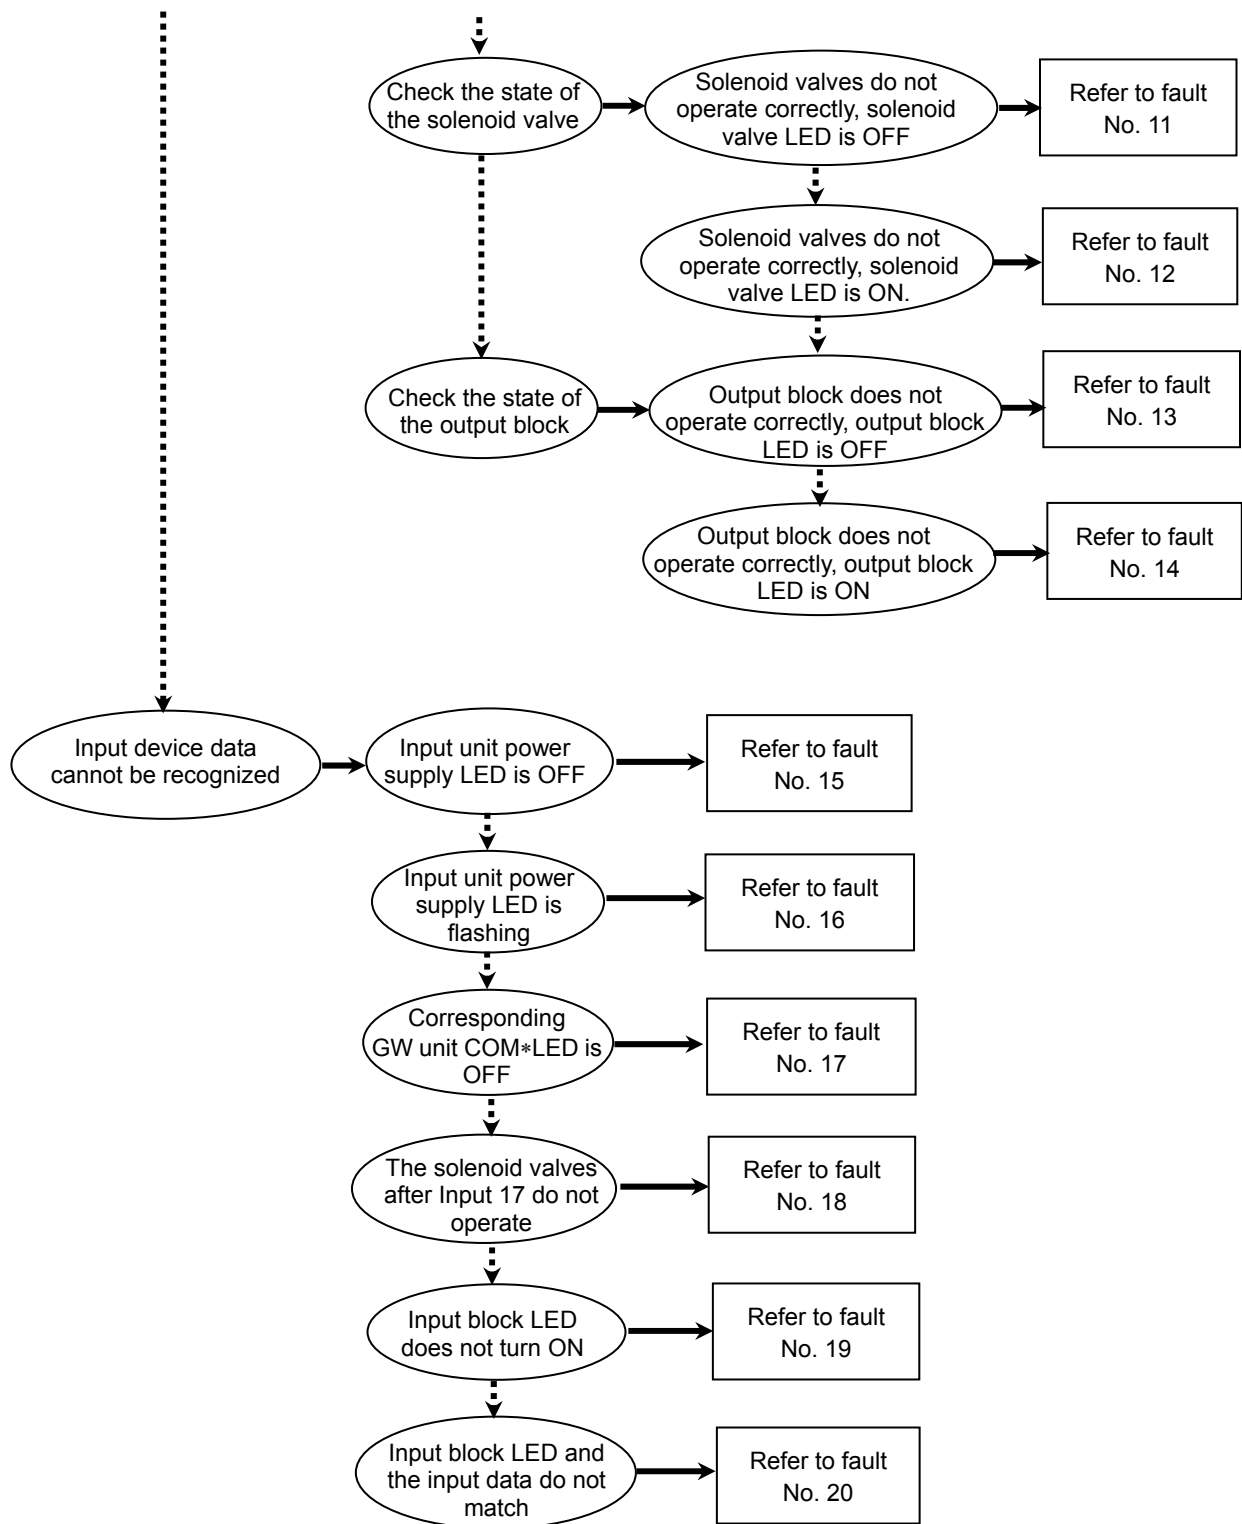 Check the state of
the solenoid valve
Solenoid valves do not
operate correctly, solenoid
valve LED is OFF
Refer to fault
No. 11
Solenoid valves do not
operate correctly, solenoid
valve LED is ON.
Refer to fault
No. 12
Check the state of
the output block
Output block does not
operate correctly, output block
LED is OFF
Refer to fault
No. 13
Output block does not
operate correctly, output block
LED is ON
Refer to fault
No. 14
Input device data
cannot be recognized
Input unit power
supply LED is OFF
Refer to fault
No. 15
Input unit power
supply LED is
flashing
Refer to fault
No. 16
Corresponding
GW unit COM*LED is
OFF
Refer to fault
No. 17
The solenoid valves
after Input 17 do not
operate
Refer to fault
No. 18
Input block LED
does not turn ON
Refer to fault
No. 19
Input block LED and
the input data do not
match
Refer to fault
No. 20